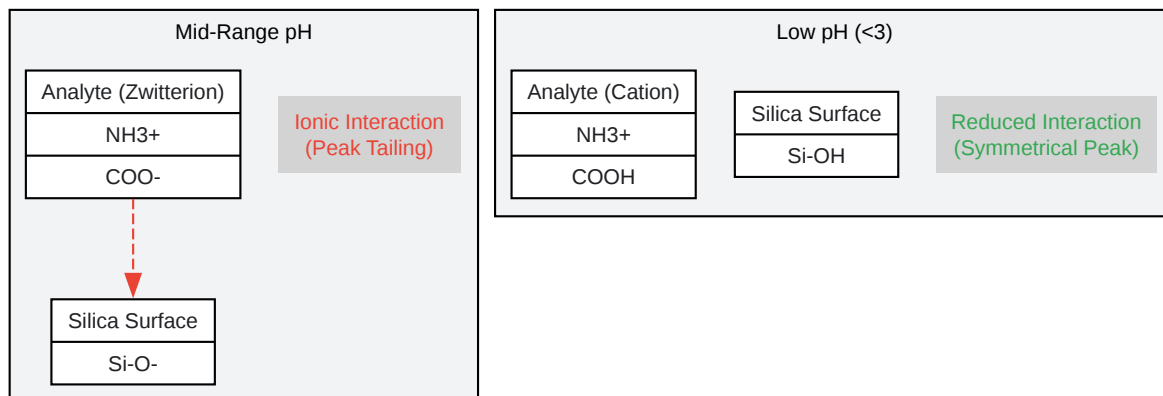 Mid-Range pH
Analyte (Zwitterion)
NH3+
COO-
Ionic Interaction
(Peak Tailing)
Silica Surface
Si-O-
Low pH (<3)
Analyte (Cation)
NH3+
COOH
Silica Surface
Si-OH
Reduced Interaction
(Symmetrical Peak)